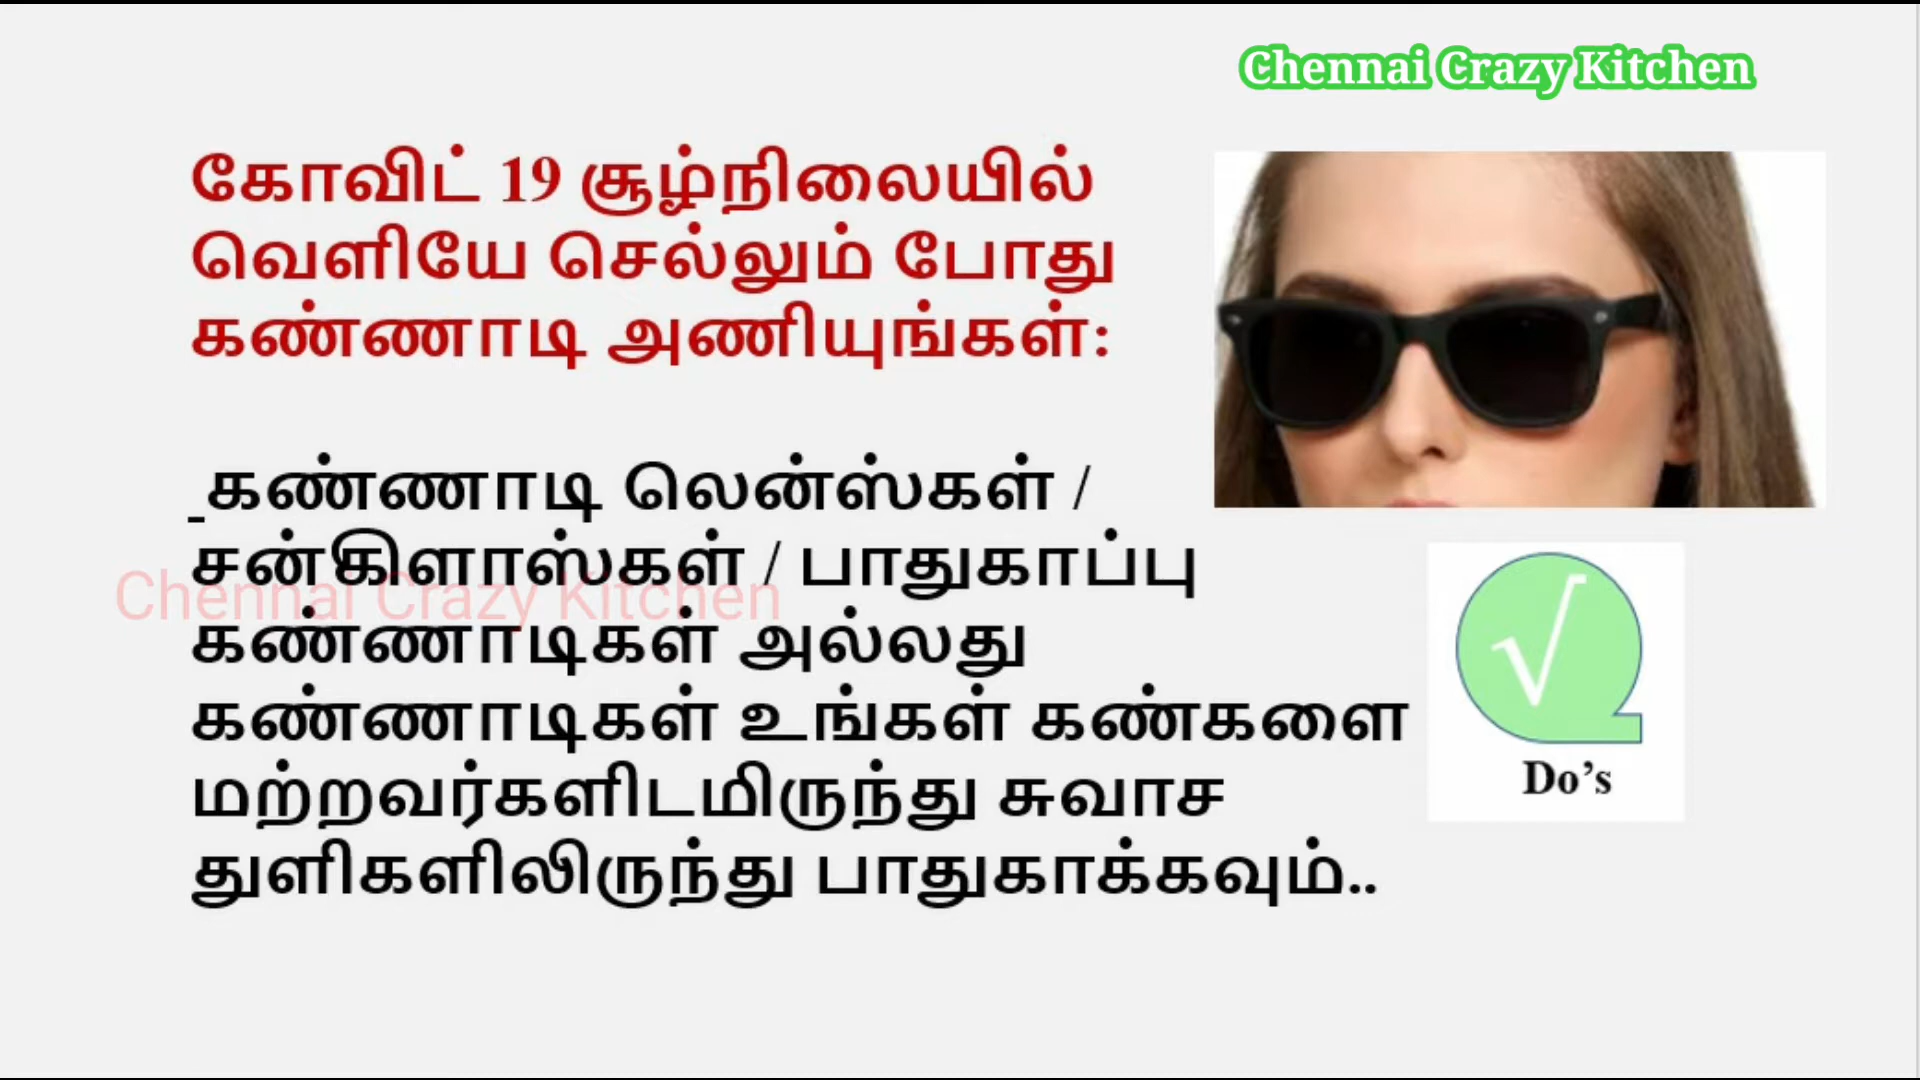 Chennai Crazy Kitchen
கோவிட் 19 சூழ்நிலையில்
வெளியே செல்லும் போது
கண்ணாடி அணியுங்கள்:
_கண்ணாடி லென்ஸ்கள் /
சன்கிளாஸ்கள் / பாதுகாப்பு
Chennai Crazy Kitchen
கண்ணாடிகள் அல்லது
கண்ணாடிகள் உங்கள் கண்களை
மற்றவர்களிடமிருந்து சுவாச
துளிகளிலிருந்து பாதுகாக்கவும்..
√
Do’s